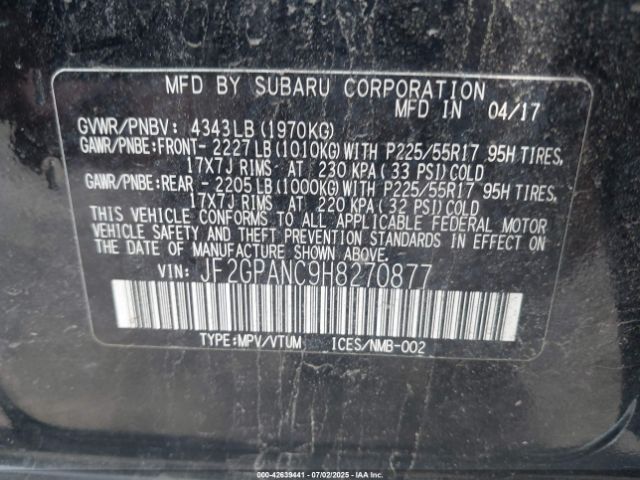 MFD BY SUBARU CORPORATION
MFD IN 04/17
GVWR/PNBV: 4343LB (1970KG)
GAWR/PNBE:FRONT- 2227LB (1010KG) WITH P225/55R17 95H TIRES,
17X7J RIMS AT 230 KPA (33 PSI) COLD
GAWR/PNBE:REAR - 2205LB (1000KG) WITH P225/55R17 95H TIRES,
17X7J RIMS AT 220 KPA (32 PSI) COLD
THIS VEHICLE CONFORMS TO ALL APPLICABLE FEDERAL MOTOR
VEHICLE SAFETY AND THEFT PREVENTION STANDARDS IN EFFECT ON
THE DATE OF MANUFACTURE SHOWN ABOVE.
VIN: JF2GPANC9H8270877
TYPE:MPV/VTUM ICES/NMB-002
000-42639441 - 07/02/2025 - IAAI.COM